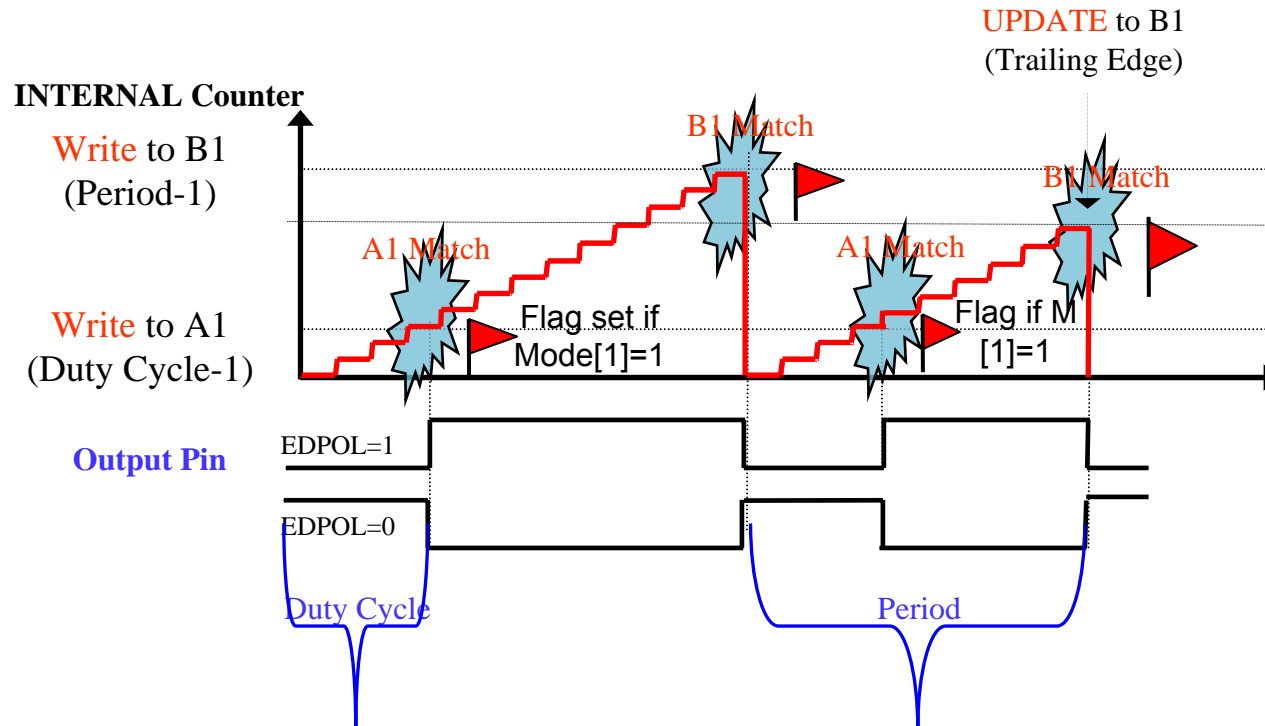 UPDATE to B1
(Trailing Edge)
INTERNAL Counter
Write to B1
(Period-1)
B1 Match
B1 Match
A1 Match
A1 Match
Write to A1
(Duty Cycle-1)
Flag set if
Mode[1]=1
Flag if M
[1]=1
Output Pin
EDPOL=1
EDPOL=0
Duty Cycle
Period